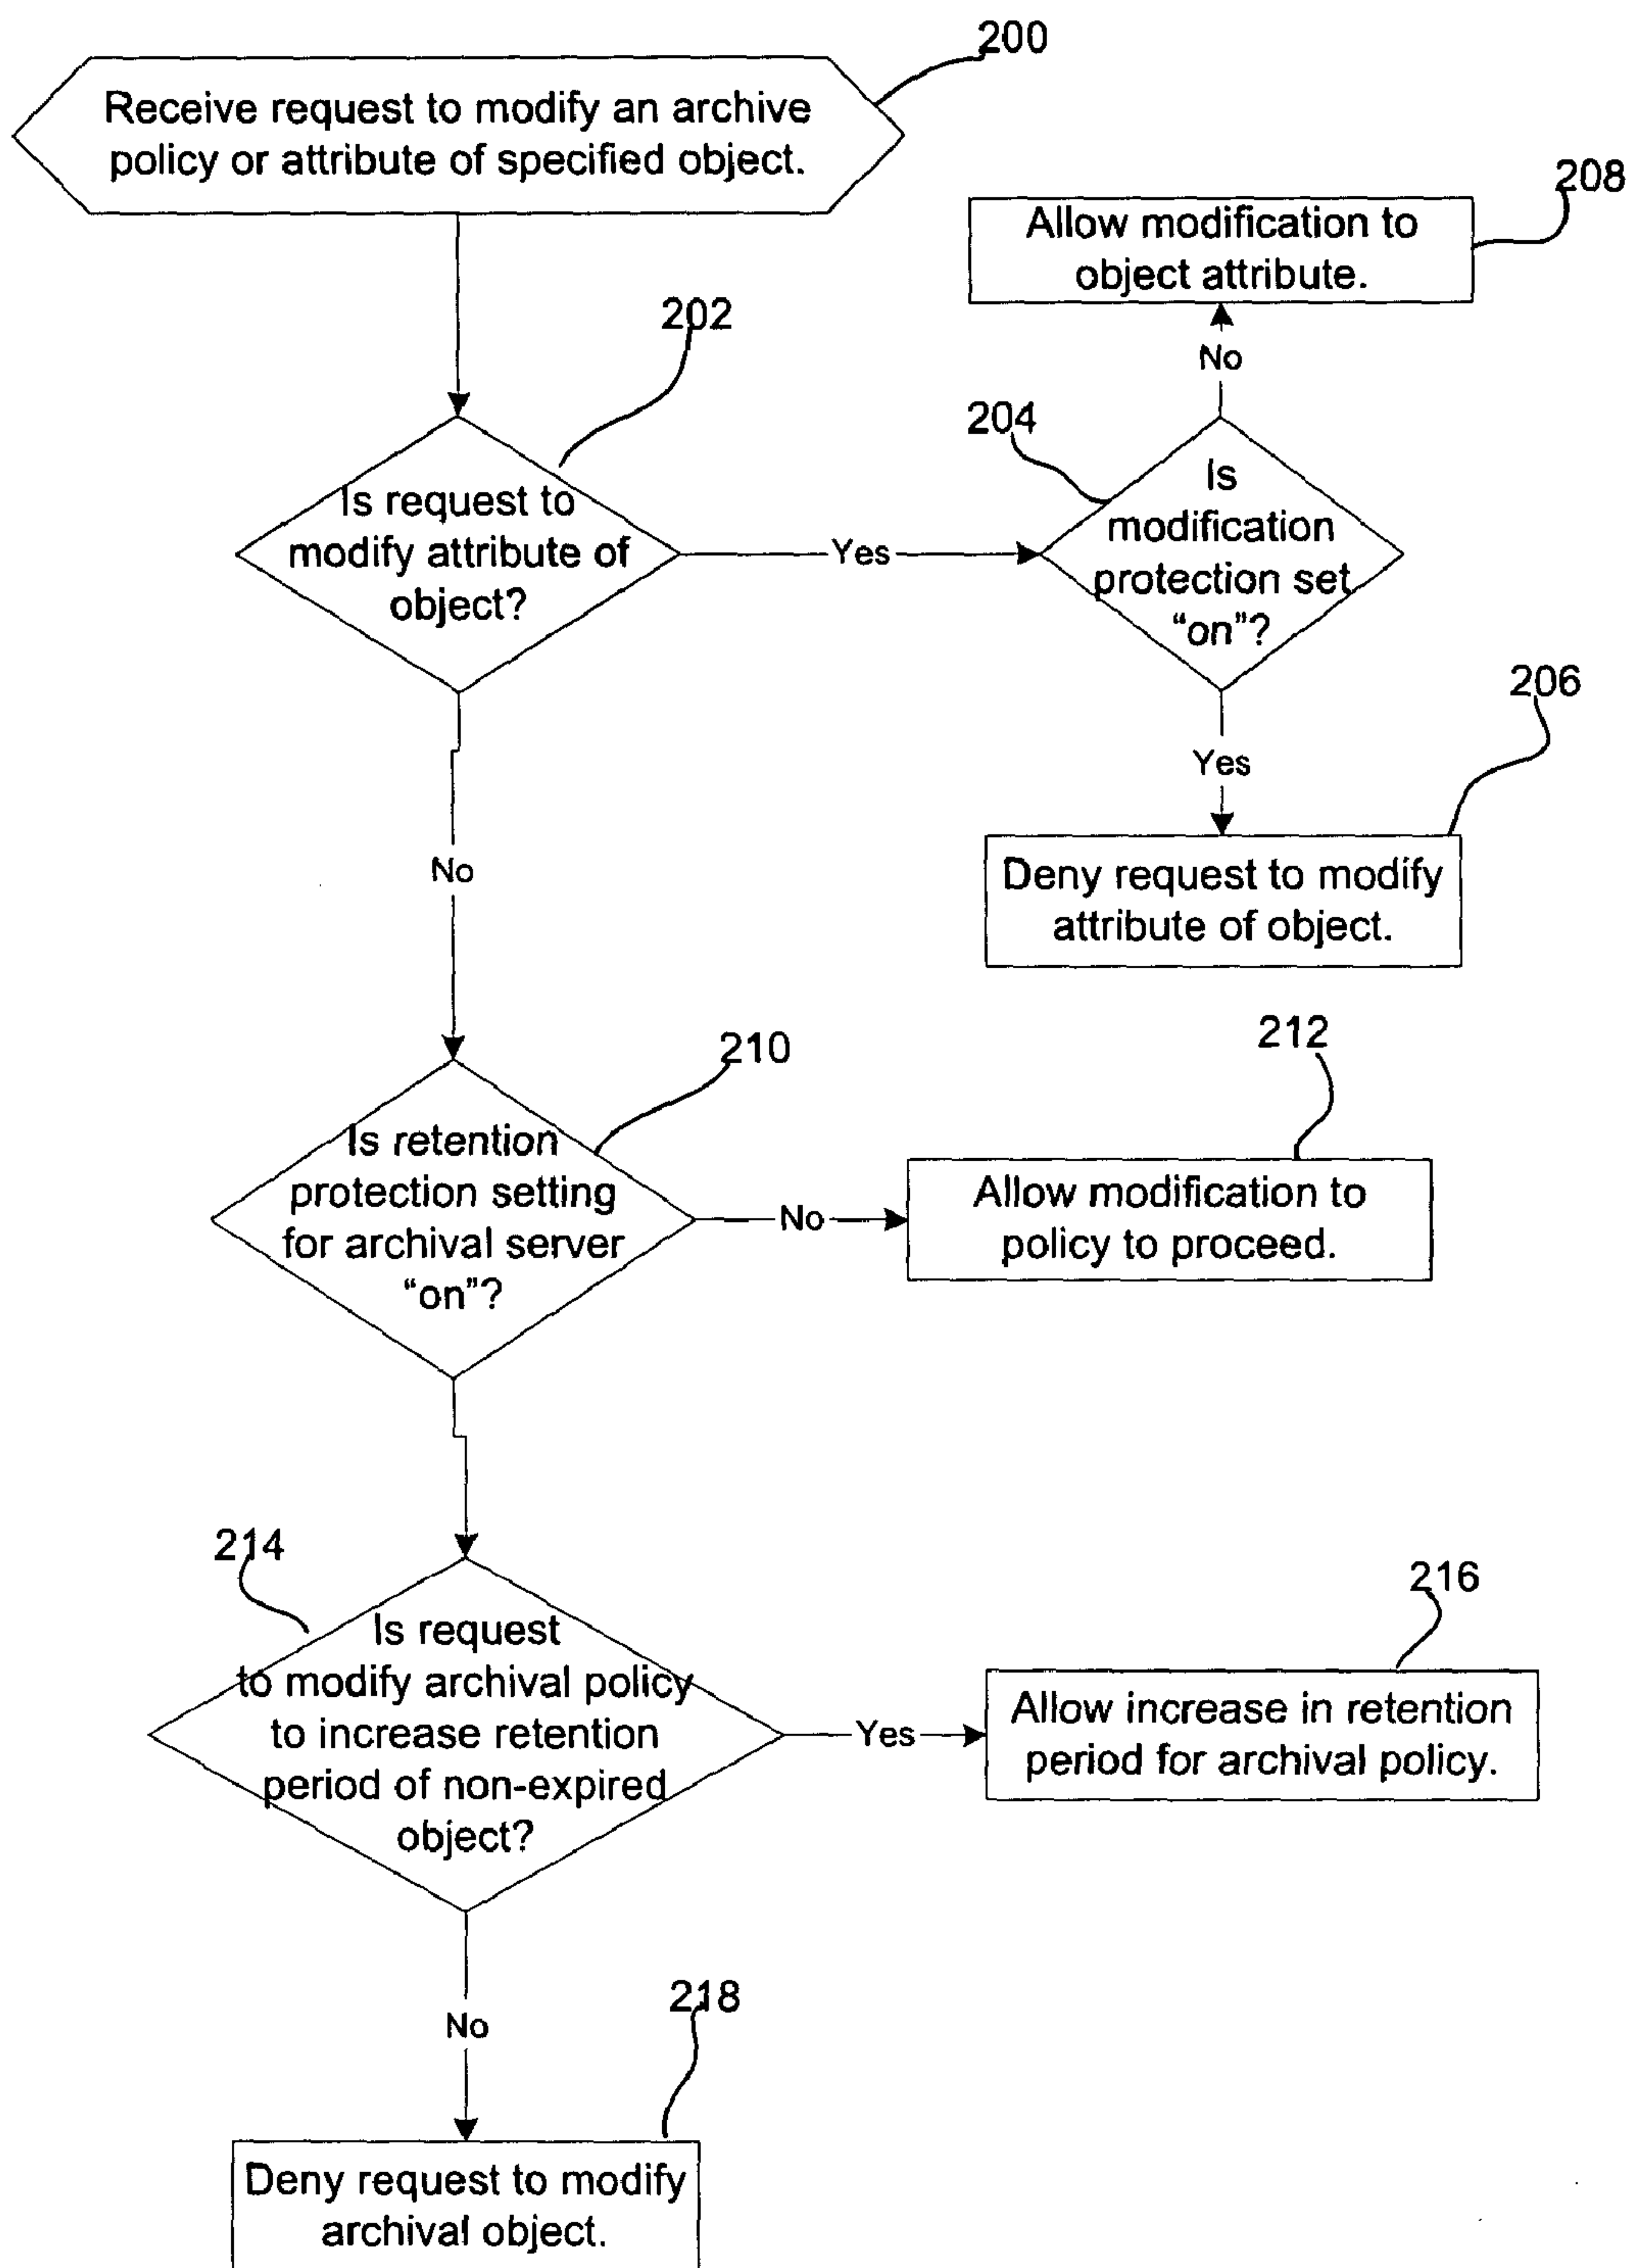 200
Receive request to modify an archive
policy or attribute of specified object.
208
Allow modification to
object attribute.
202
No
204
Is request to
modify attribute of
object?
Yes
Is
modification
protection set
“on”?
206
Yes
Deny request to modify
attribute of object.
No
212
210
Is retention
protection setting
for archival server
“on”?
No
Allow modification to
policy to proceed.
214
216
Is request
to modify archival policy
to increase retention
period of non-expired
object?
Yes
Allow increase in retention
period for archival policy.
218
No
Deny request to modify
archival object.